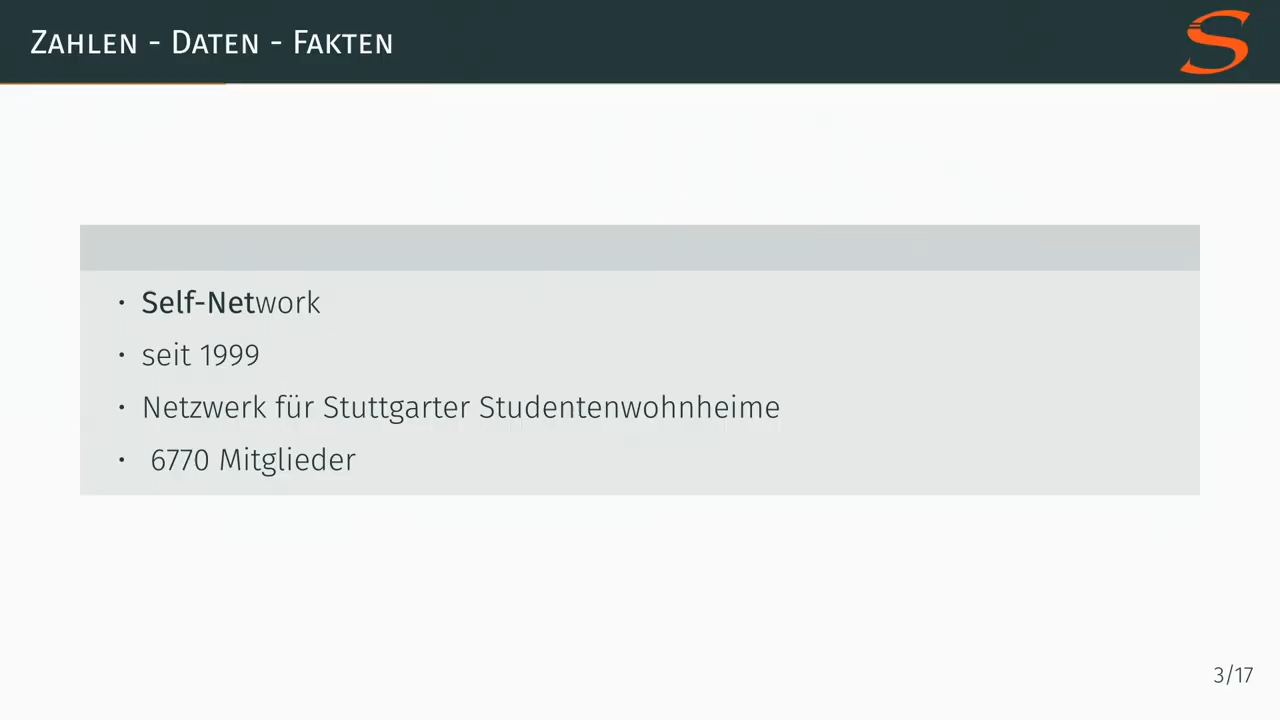 Zahlen - Daten - Fakten
• Self-Network
• seit 1999
• Netzwerk für Stuttgarter Studentenwohnheime
• 6770 Mitglieder
3/17